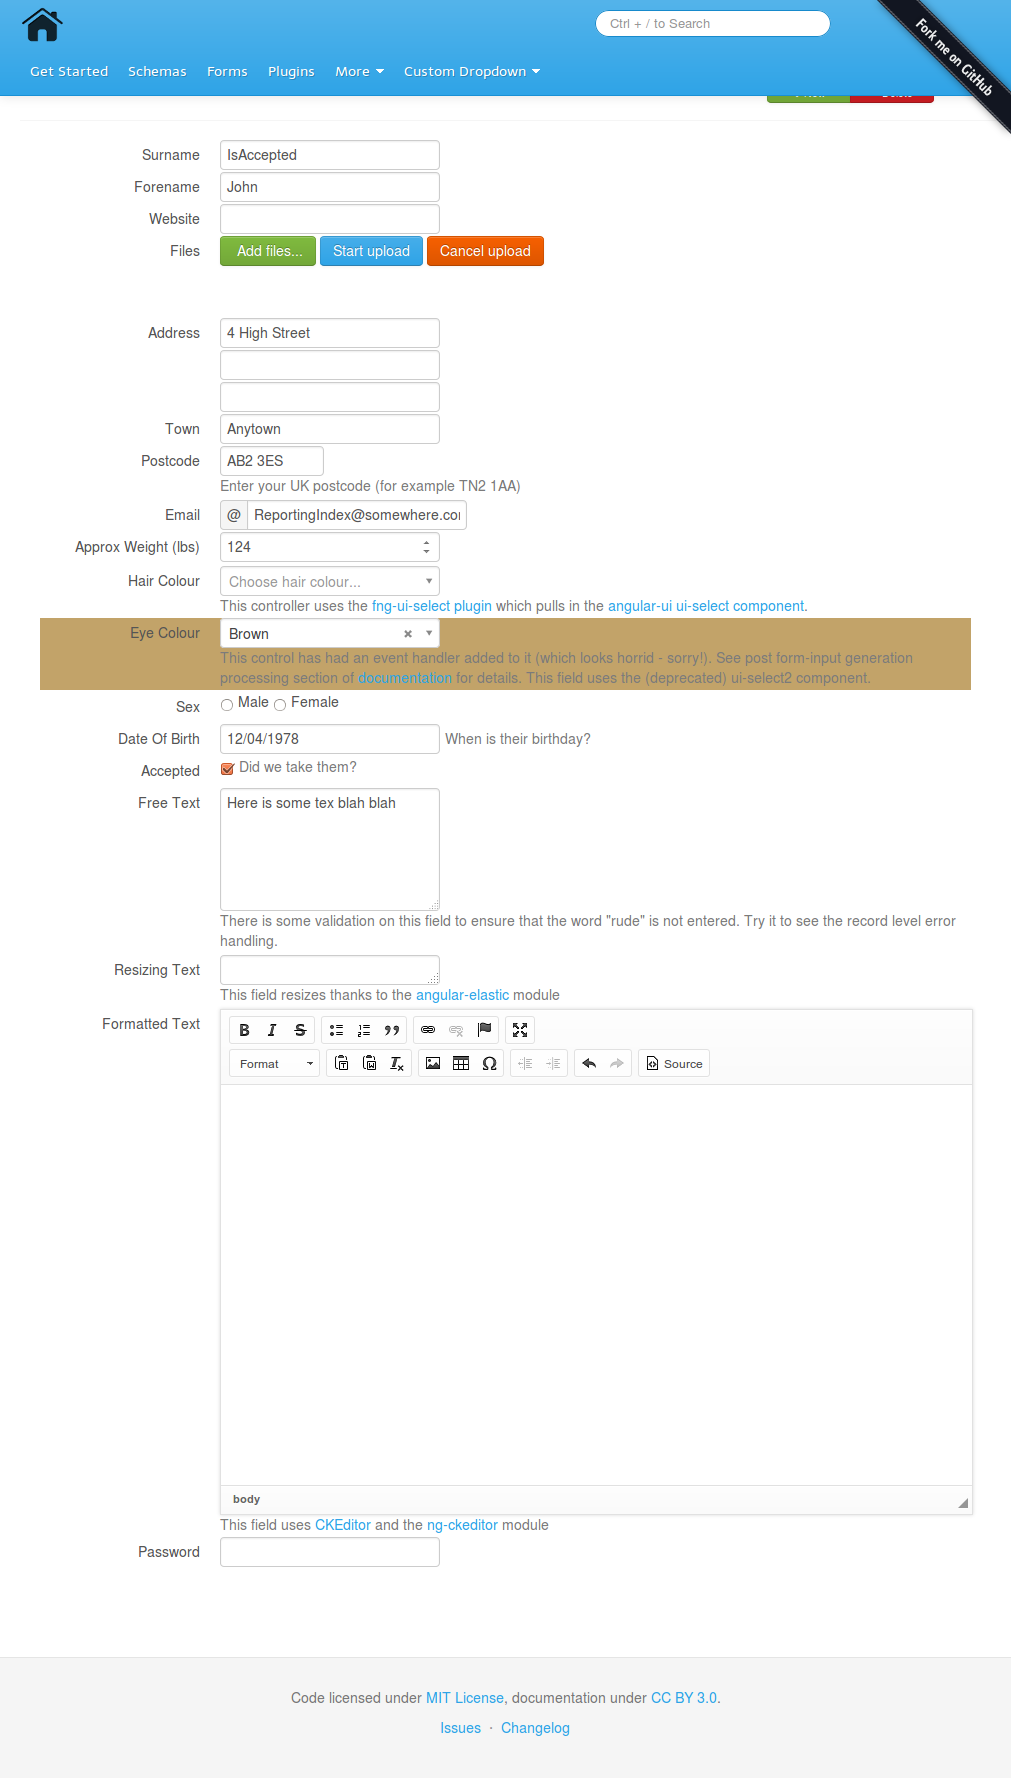 Ctrl + / to Search
Fork me on GitHub
Get Started Schemas Forms Plugins More Custom Dropdown
Surname IsAccepted
Forename John
Website
Files Add files... Start upload Cancel upload
Address 4 High Street
Town Anytown
Postcode AB2 3ES
Enter your UK postcode (for example TN2 1AA)
Email @ ReportingIndex@somewhere.co
Approx Weight (lbs) 124
Hair Colour Choose hair colour...
This controller uses the fng-ui-select plugin which pulls in the angular-ui ui-select component.
Eye Colour Brown
This control has had an event handler added to it (which looks horrid - sorry!). See post form-input generation
processing section of documentation for details. This field uses the (deprecated) ui-select2 component.
Sex Male Female
Date Of Birth 12/04/1978 When is their birthday?
Accepted Did we take them?
Free Text Here is some tex blah blah
There is some validation on this field to ensure that the word "rude" is not entered. Try it to see the record level error
handling.
Resizing Text
This field resizes thanks to the angular-elastic module
Formatted Text
Format Source
body
This field uses CKEditor and the ng-ckeditor module
Password
Code licensed under MIT License, documentation under CC BY 3.0.
Issues · Changelog